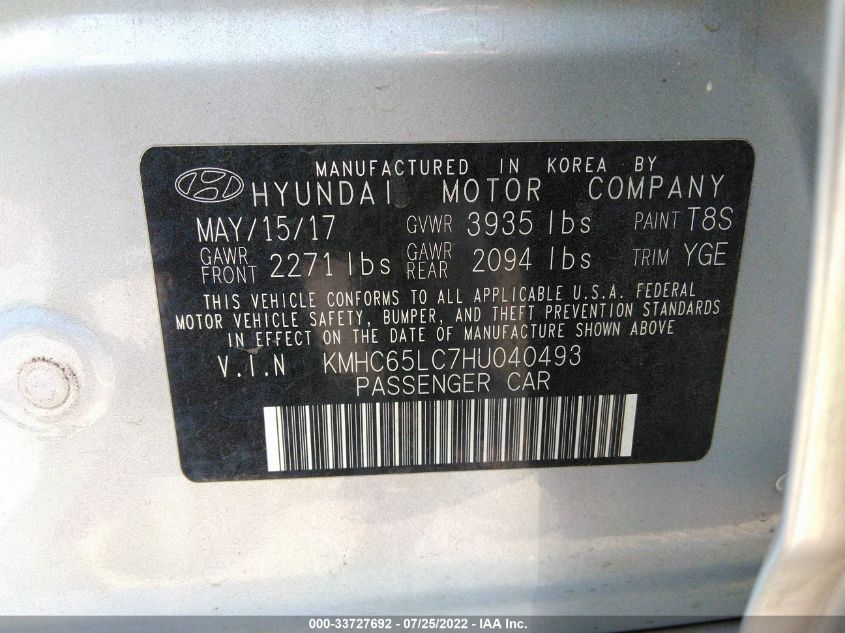 MANUFACTURED IN KOREA BY
HYUNDAI MOTOR COMPANY
MAY/15/17 GVWR 3935 lbs PAINT T8S
GAWR FRONT 2271 lbs GAWR REAR 2094 lbs TRIM YGE
THIS VEHICLE CONFORMS TO ALL APPLICABLE U.S.A. FEDERAL
MOTOR VEHICLE SAFETY, BUMPER, AND THEFT PREVENTION STANDARDS
IN EFFECT ON THE DATE OF MANUFACTURE SHOWN ABOVE
V.I.N KMHC65LC7HU040493
PASSENGER CAR
000-33727692 - 07/25/2022 - IAA Inc.